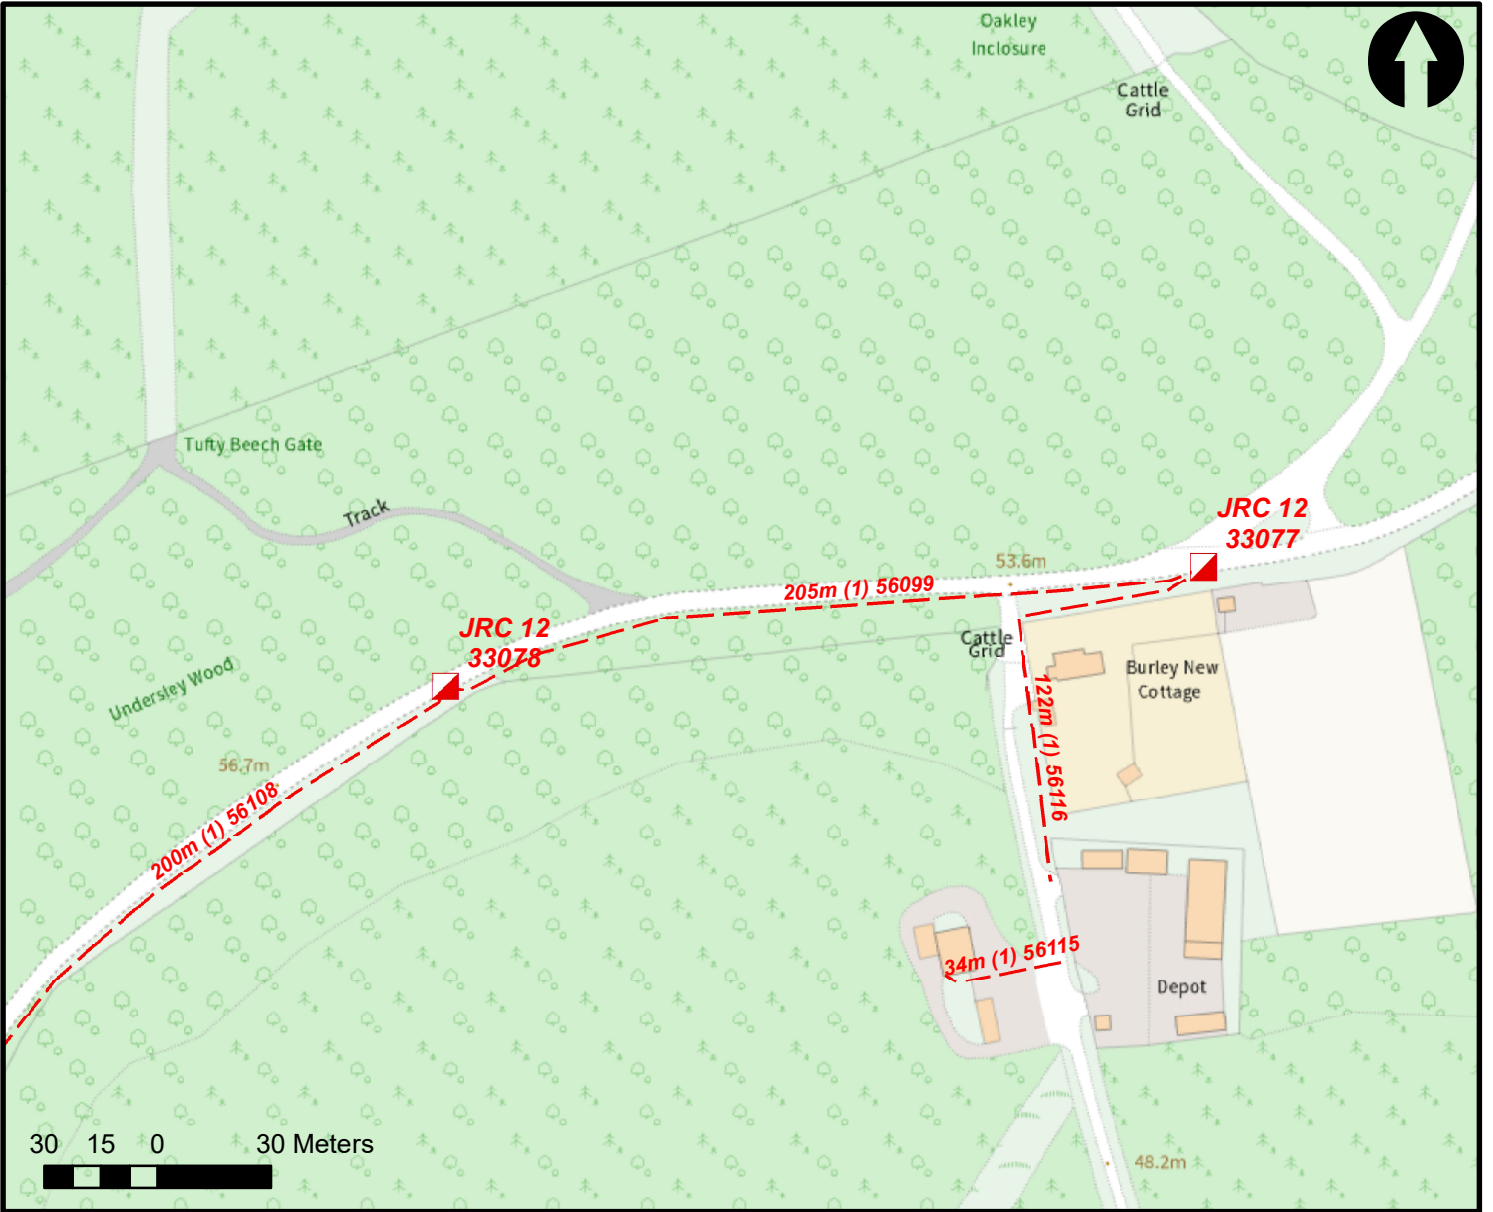 Oakley
Inclosure
Cattle
Grid
Tufty Beech Gate
Track
JRC 12
33077
53.6m
205m (1) 56099
JRC 12
33078
Cattle
Grid
Burley New
Cottage
Undersley Wood
122m (1) 56116
56.7m
200m (1) 56108
34m (1) 56115
Depot
30 15 0 30 Meters
48.2m